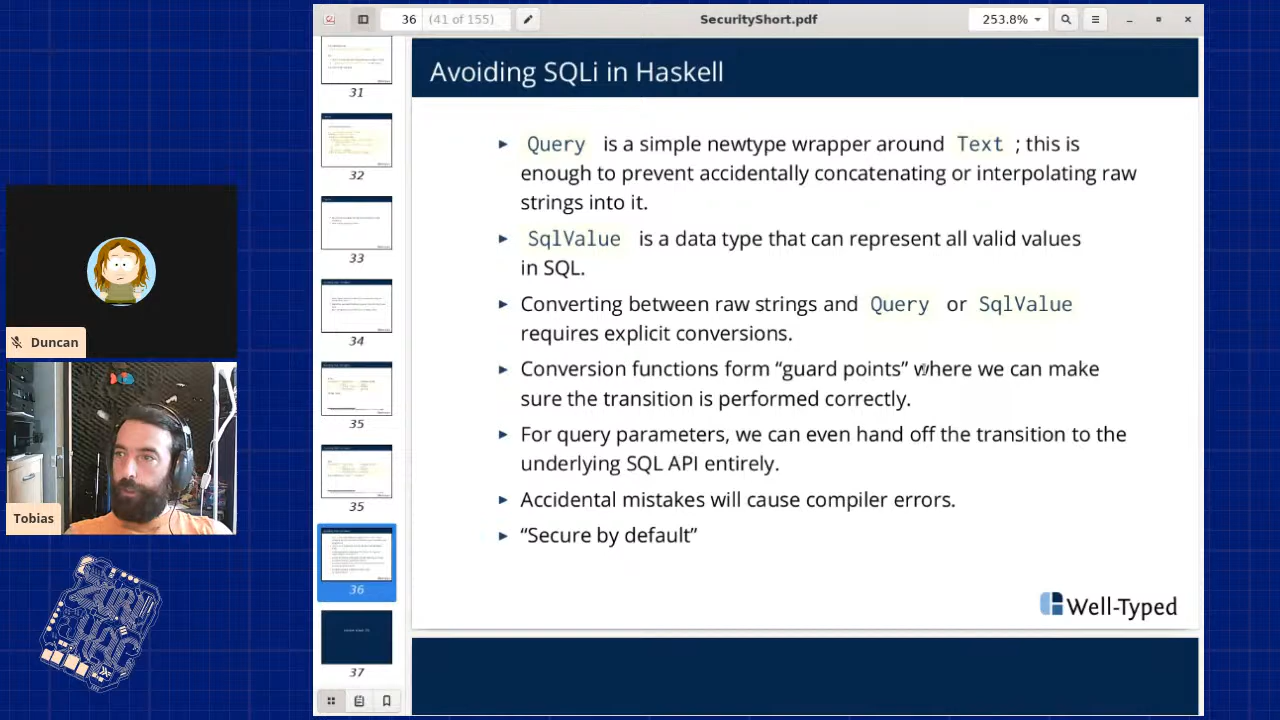 36 (41 of 155)
SecurityShort.pdf
253.8%
31
32
33
34
35
35
36
37
Avoiding SQLi in Haskell
Query is a simple newtype wrapper around Text ; this is
enough to prevent accidentally concatenating or interpolating raw
strings into it.
SqlValue is a data type that can represent all valid values
in SQL.
Converting between raw strings and Query or SqlValue
requires explicit conversions.
Conversion functions form “guard points” where we can make
sure the transition is performed correctly.
For query parameters, we can even hand off the transition to the
underlying SQL API entirely.
Accidental mistakes will cause compiler errors.
“Secure by default”
Well-Typed
Duncan
Tobias